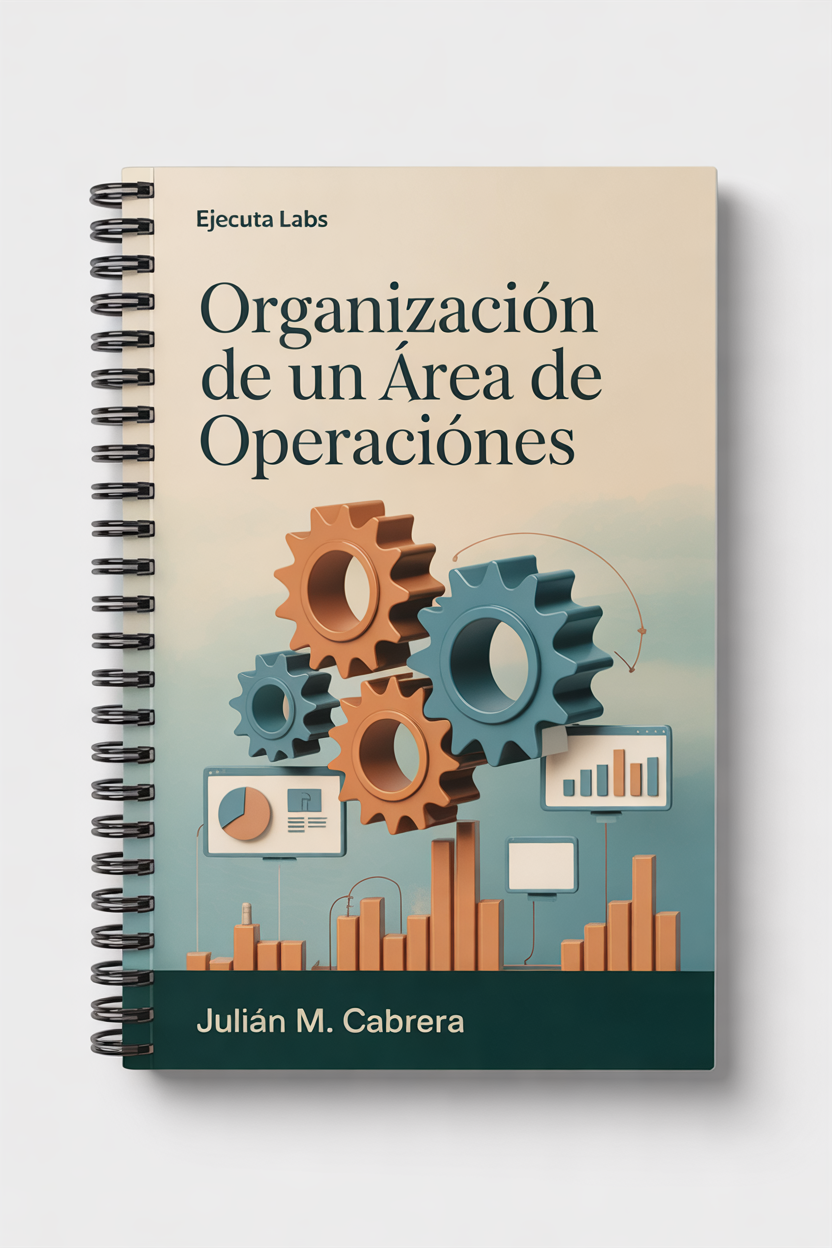 Ejecuta Labs
Organización
de un Área de
Operaciónes
Julián M. Cabrera